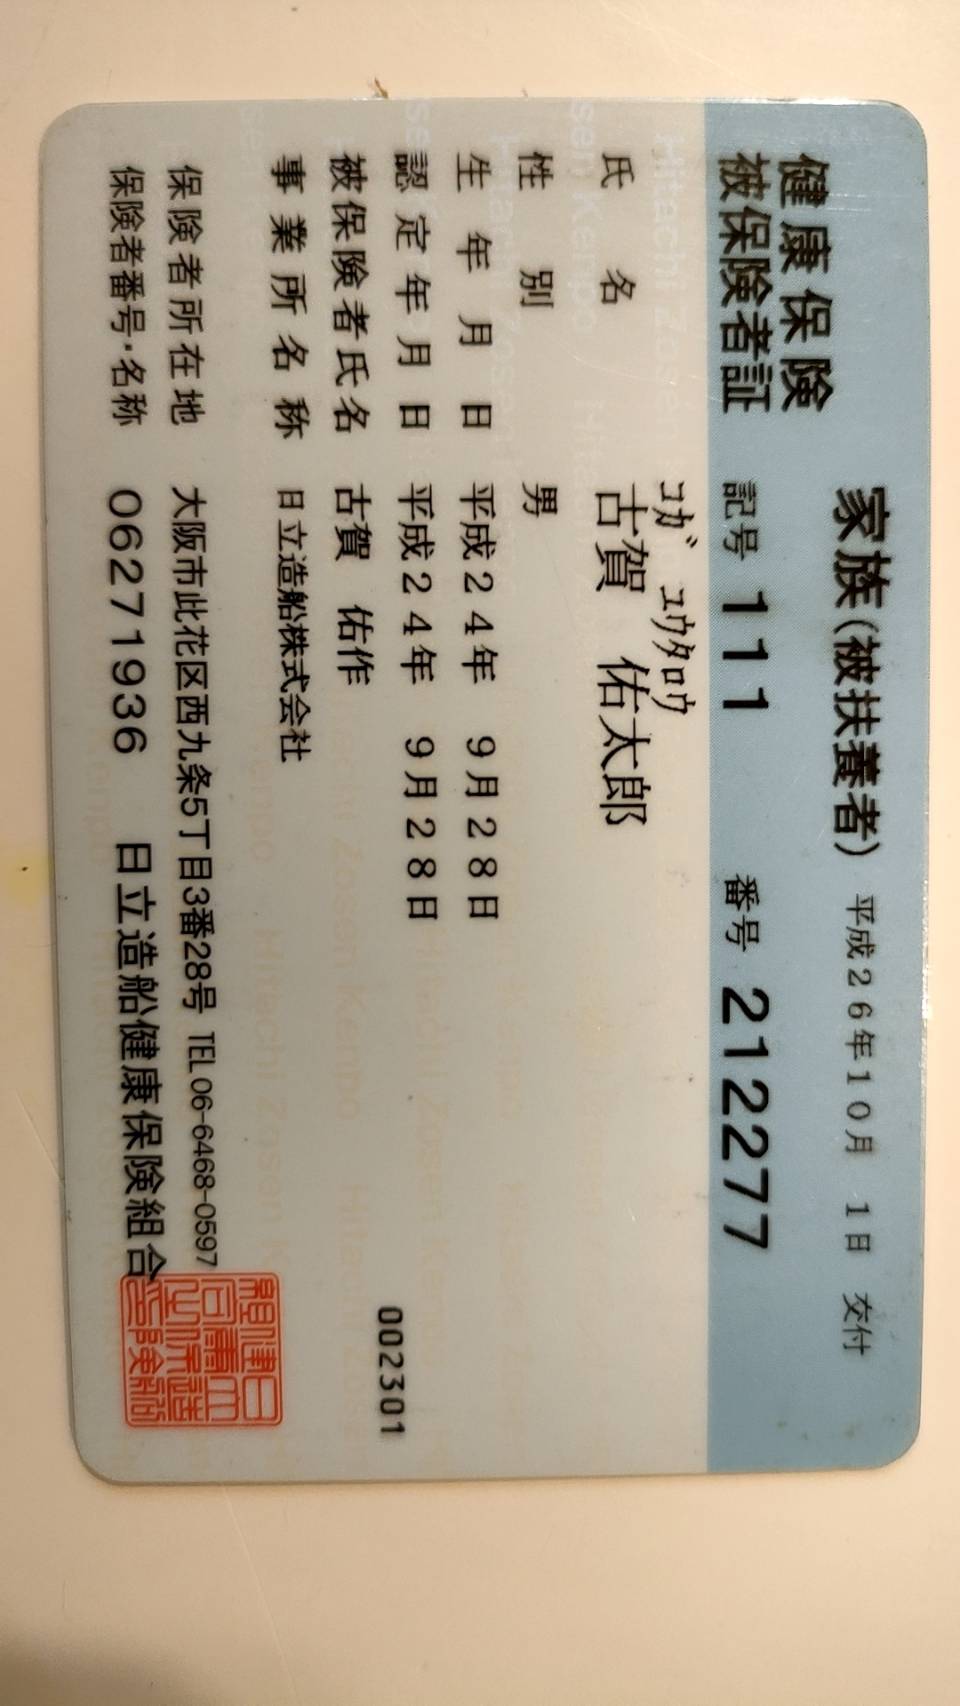 家族(被扶養者) 平成26年10月 1日 交付
健康保険
被保険者証 記号 111 番号 212277
ｺｶﾞ ﾕｳﾀﾛｳ
氏名 古賀 佑太郎
性別 男
生年月日 平成24年 9月28日
認定年月日 平成24年 9月28日
002301
被保険者氏名 古賀 佑作
事業所名称 日立造船株式会社
保険者所在地 大阪市此花区西九条5丁目3番28号 TEL 06-6468-0597
保険者番号・名称 06271936 日立造船健康保険組合